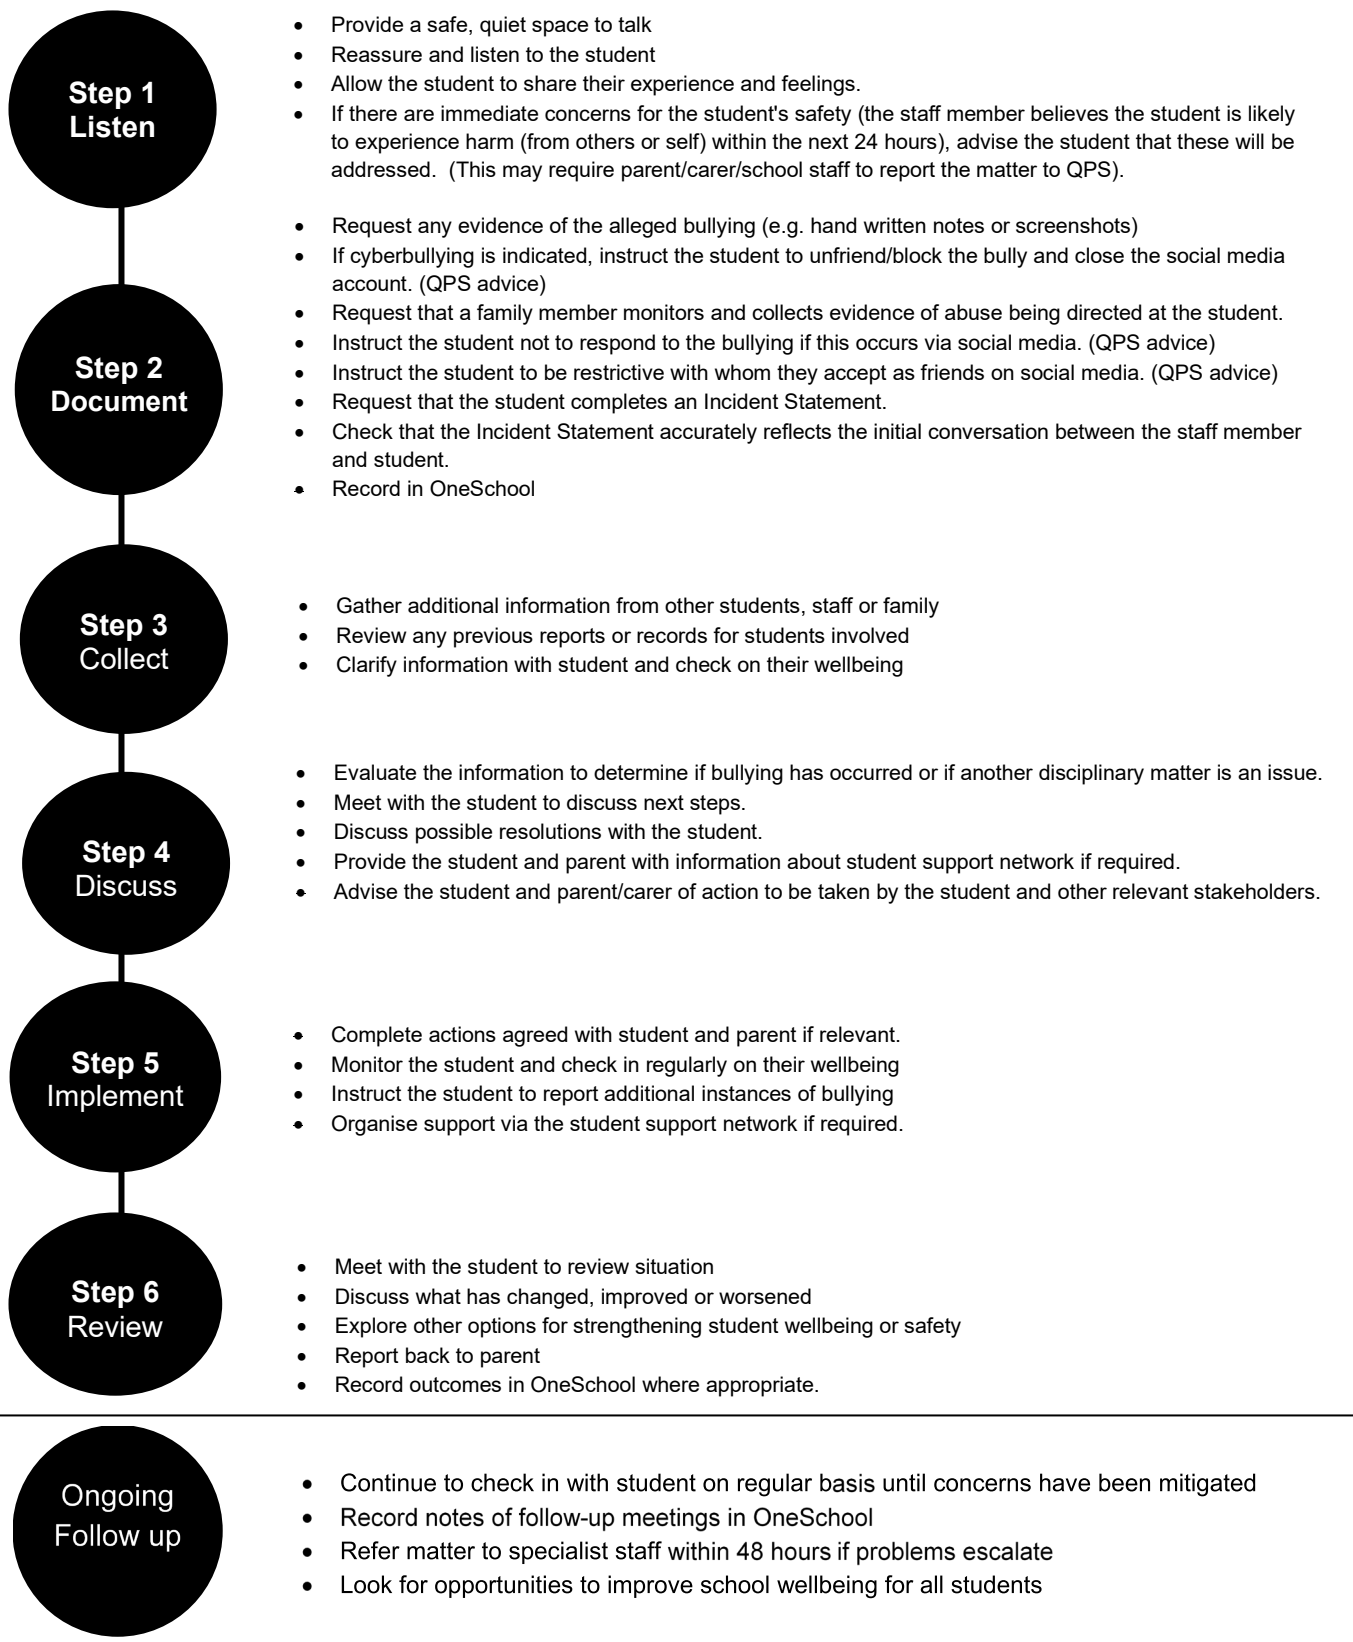 Step 1
Listen
• Provide a safe, quiet space to talk
• Reassure and listen to the student
• Allow the student to share their experience and feelings.
• If there are immediate concerns for the student's safety (the staff member believes the student is likely
to experience harm (from others or self) within the next 24 hours), advise the student that these will be
addressed.  (This may require parent/carer/school staff to report the matter to QPS).
Step 2
Document
• Request any evidence of the alleged bullying (e.g. hand written notes or screenshots)
• If cyberbullying is indicated, instruct the student to unfriend/block the bully and close the social media
account. (QPS advice)
• Request that a family member monitors and collects evidence of abuse being directed at the student.
• Instruct the student not to respond to the bullying if this occurs via social media. (QPS advice)
• Instruct the student to be restrictive with whom they accept as friends on social media. (QPS advice)
• Request that the student completes an Incident Statement.
• Check that the Incident Statement accurately reflects the initial conversation between the staff member
and student.
• Record in OneSchool
Step 3
Collect
• Gather additional information from other students, staff or family
• Review any previous reports or records for students involved
• Clarify information with student and check on their wellbeing
Step 4
Discuss
• Evaluate the information to determine if bullying has occurred or if another disciplinary matter is an issue.
• Meet with the student to discuss next steps.
• Discuss possible resolutions with the student.
• Provide the student and parent with information about student support network if required.
• Advise the student and parent/carer of action to be taken by the student and other relevant stakeholders.
Step 5
Implement
• Complete actions agreed with student and parent if relevant.
• Monitor the student and check in regularly on their wellbeing
• Instruct the student to report additional instances of bullying
• Organise support via the student support network if required.
Step 6
Review
• Meet with the student to review situation
• Discuss what has changed, improved or worsened
• Explore other options for strengthening student wellbeing or safety
• Report back to parent
• Record outcomes in OneSchool where appropriate.
Ongoing
Follow up
• Continue to check in with student on regular basis until concerns have been mitigated
• Record notes of follow-up meetings in OneSchool
• Refer matter to specialist staff within 48 hours if problems escalate
• Look for opportunities to improve school wellbeing for all students